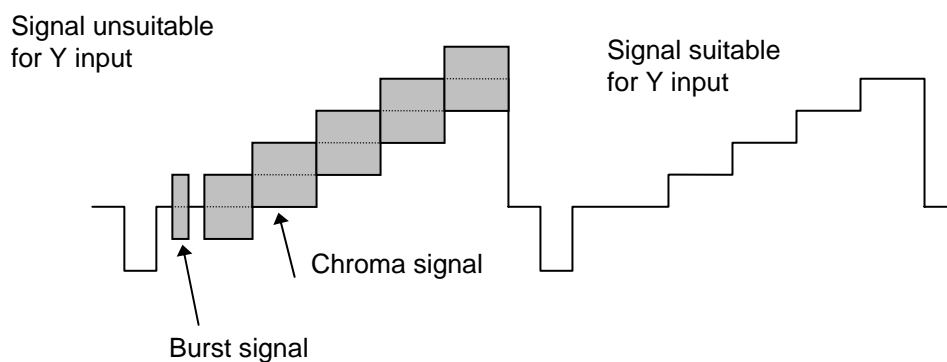 Signal unsuitable
for Y input
Signal suitable
for Y input
Chroma signal
Burst signal